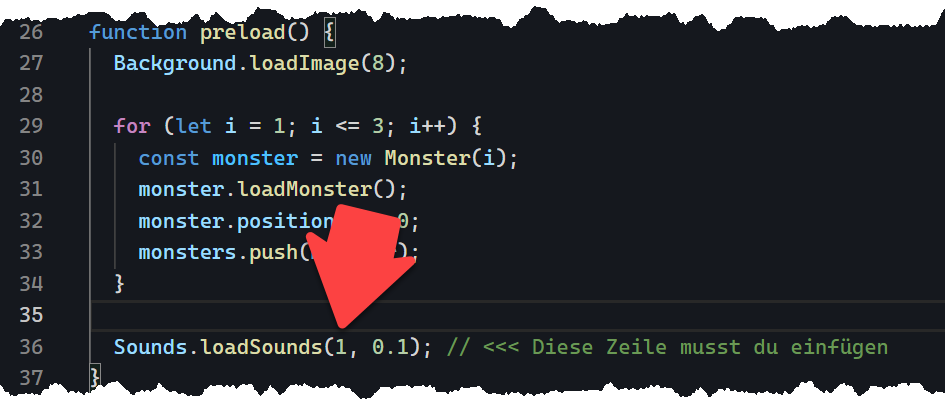 26 function preload() {
27 Background.loadImage(8);
28
29 for (let i = 1; i <= 3; i++) {
30 const monster = new Monster(i);
31 monster.loadMonster();
32 monster.position 0;
33 monsters.push( );
34 }
35
36 Sounds.loadSounds(1, 0.1); // <<< Diese Zeile musst du einfügen
37 }